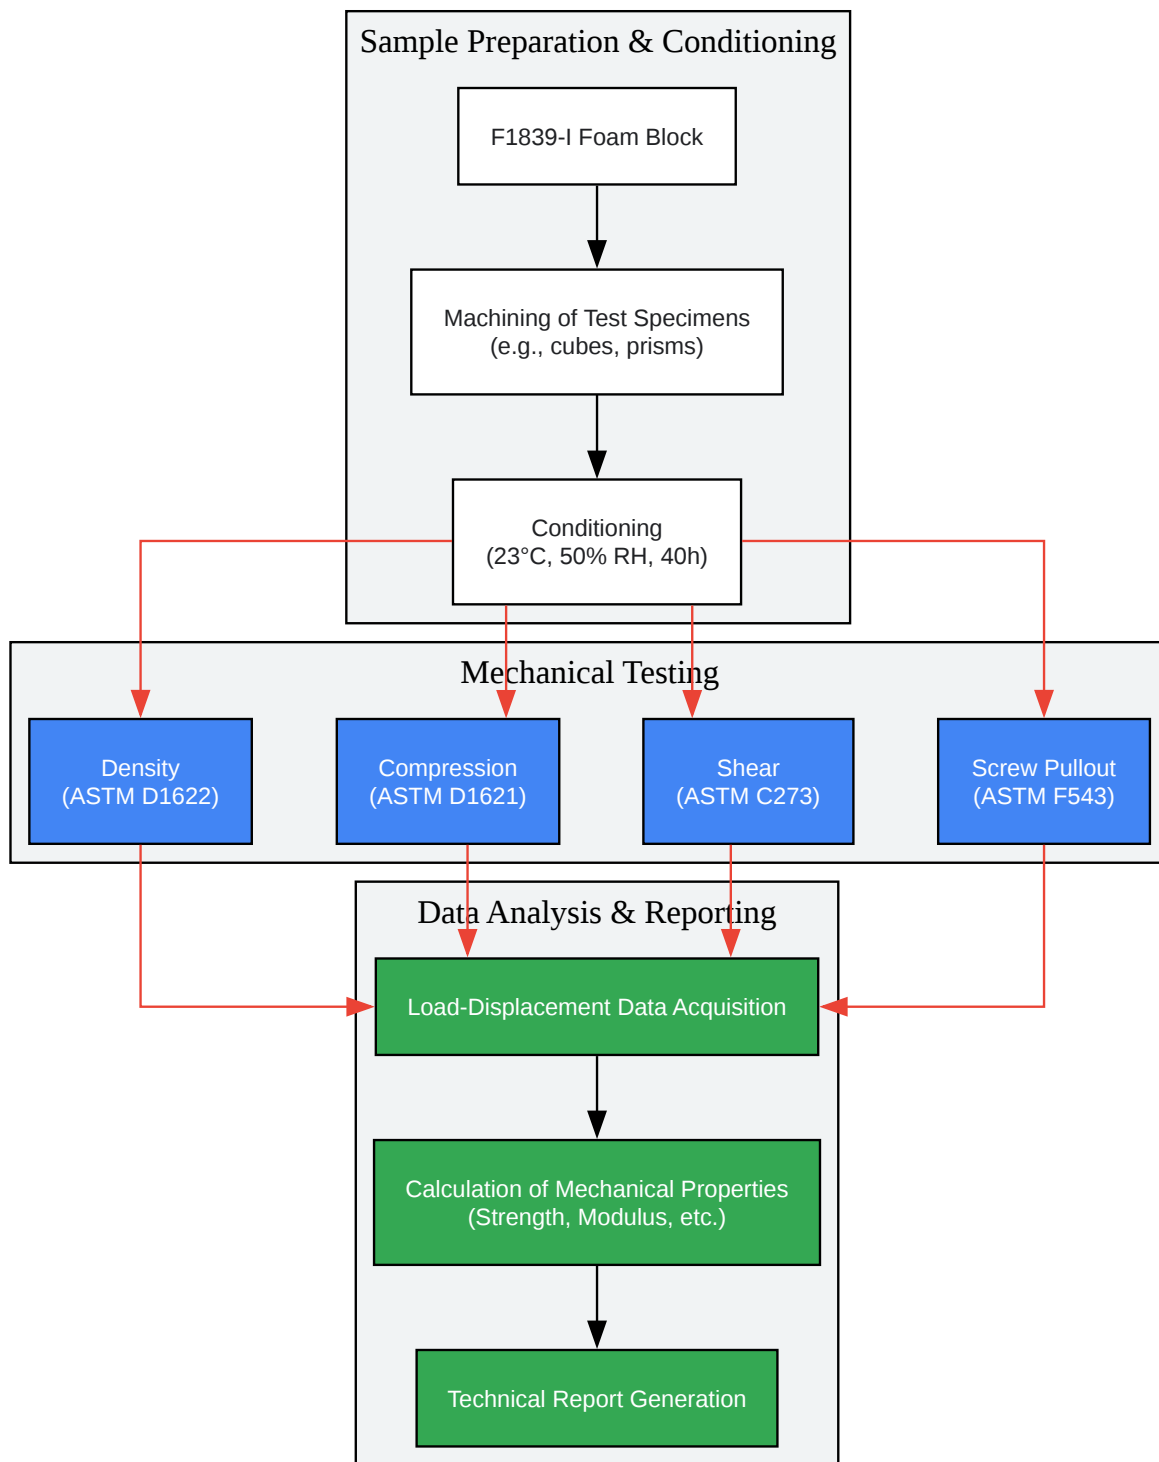 Sample Preparation & Conditioning
F1839-I Foam Block
Machining of Test Specimens
(e.g., cubes, prisms)
Conditioning
(23°C, 50% RH, 40h)
Mechanical Testing
Density
(ASTM D1622)
Compression
(ASTM D1621)
Shear
(ASTM C273)
Screw Pullout
(ASTM F543)
Data Analysis & Reporting
Load-Displacement Data Acquisition
Calculation of Mechanical Properties
(Strength, Modulus, etc.)
Technical Report Generation